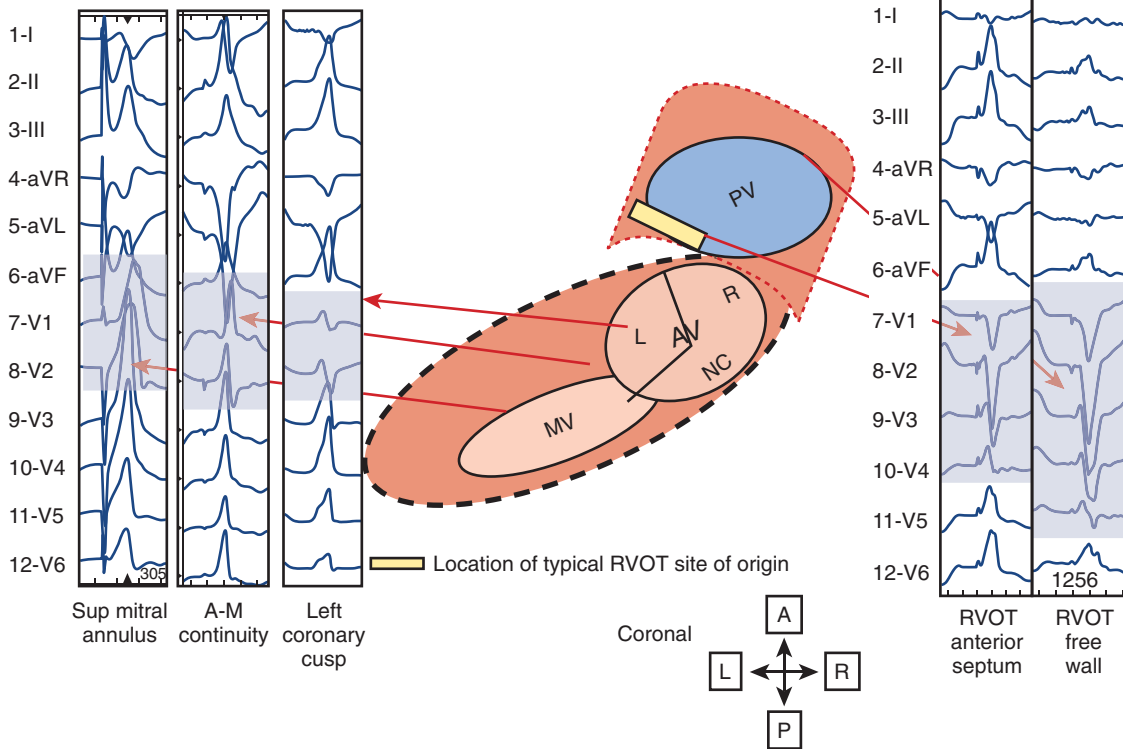 1-I
2-II
3-III
4-aVR
5-aVL
6-aVF
7-V1
8-V2
9-V3
10-V4
11-V5
12-V6
305
Sup mitral
annulus
A-M
continuity
Left
coronary
cusp
PV
R
L
AV
NC
MV
Location of typical RVOT site of origin
Coronal
A
L
R
P
1-I
2-II
3-III
4-aVR
5-aVL
6-aVF
7-V1
8-V2
9-V3
10-V4
11-V5
12-V6
1256
RVOT
anterior
septum
RVOT
free
wall